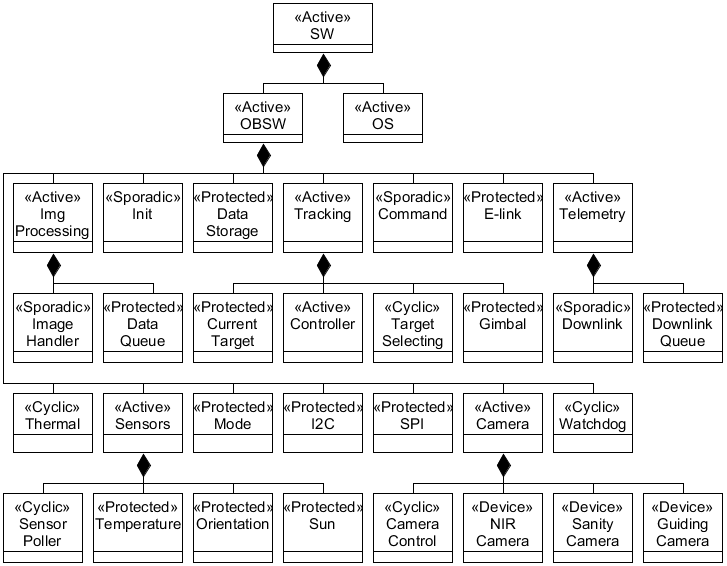 «Active»
SW
«Active»
OBSW
«Active»
OS
«Active»
Img
Processing
«Sporadic»
Init
«Protected»
Data
Storage
«Active»
Tracking
«Sporadic»
Command
«Protected»
E-link
«Active»
Telemetry
«Sporadic»
Image
Handler
«Protected»
Data
Queue
«Protected»
Current
Target
«Active»
Controller
«Cyclic»
Target
Selecting
«Protected»
Gimbal
«Sporadic»
Downlink
«Protected»
Downlink
Queue
«Cyclic»
Thermal
«Active»
Sensors
«Protected»
Mode
«Protected»
I2C
«Protected»
SPI
«Active»
Camera
«Cyclic»
Watchdog
«Cyclic»
Sensor
Poller
«Protected»
Temperature
«Protected»
Orientation
«Protected»
Sun
«Cyclic»
Camera
Control
«Device»
NIR
Camera
«Device»
Sanity
Camera
«Device»
Guiding
Camera